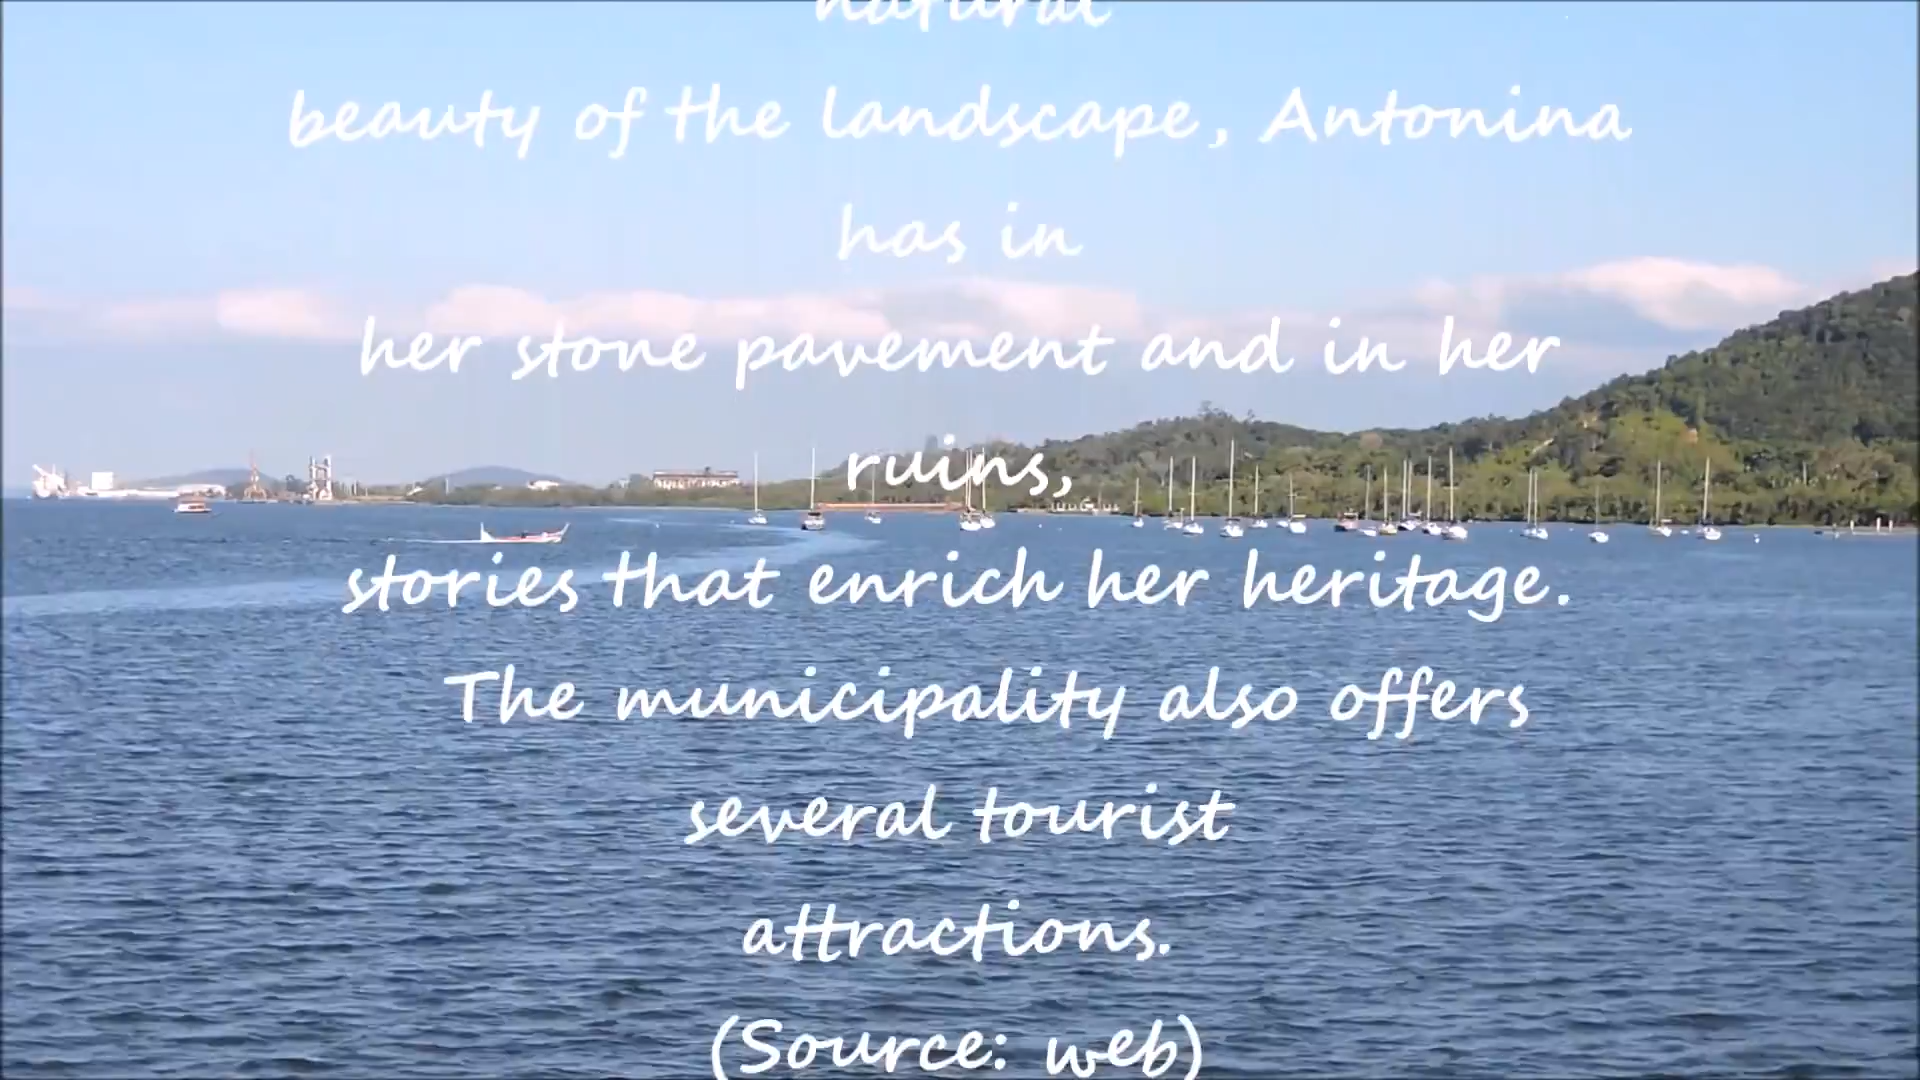 natural
beauty of the landscape, Antonina
has in
her stone pavement and in her
ruins,
stories that enrich her heritage.
The municipality also offers
several tourist
attractions.
(Source: web)